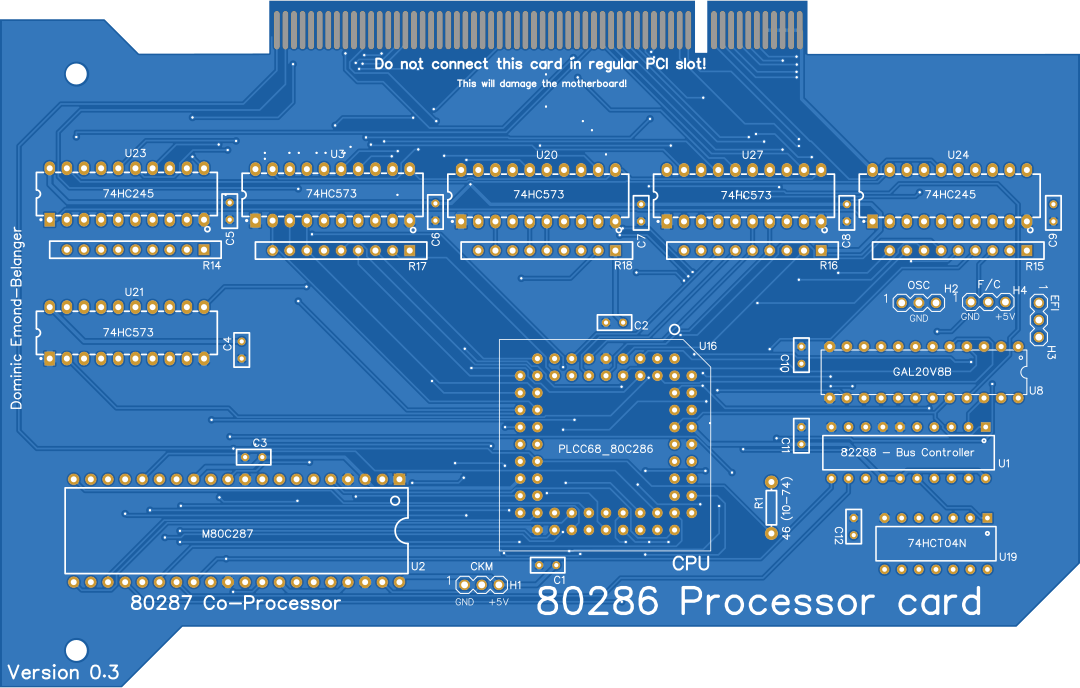 Do not connect this card in regular PCI slot!
This will damage the motherboard!
U23
U3
U20
U27
U24
74HC245
74HC573
74HC573
74HC573
74HC245
C5
C6
C7
C8
C9
R14
R17
R18
R16
R15
Dominic Emond-Belanger
U21
74HC573
C4
C2
OSC
H2
1
GND
F/C
H4
1
GND
+5V
1
EFI
H3
U16
C10
GAL20V8B
U8
PLCC68_80C286
C11
82288 - Bus Controller
U1
C3
M80C287
U2
R1
46 (10-74)
C12
74HCT04N
U19
CPU
C1
CKM
1
H1
GND
+5V
80287 Co-Processor
80286 Processor card
Version 0.3